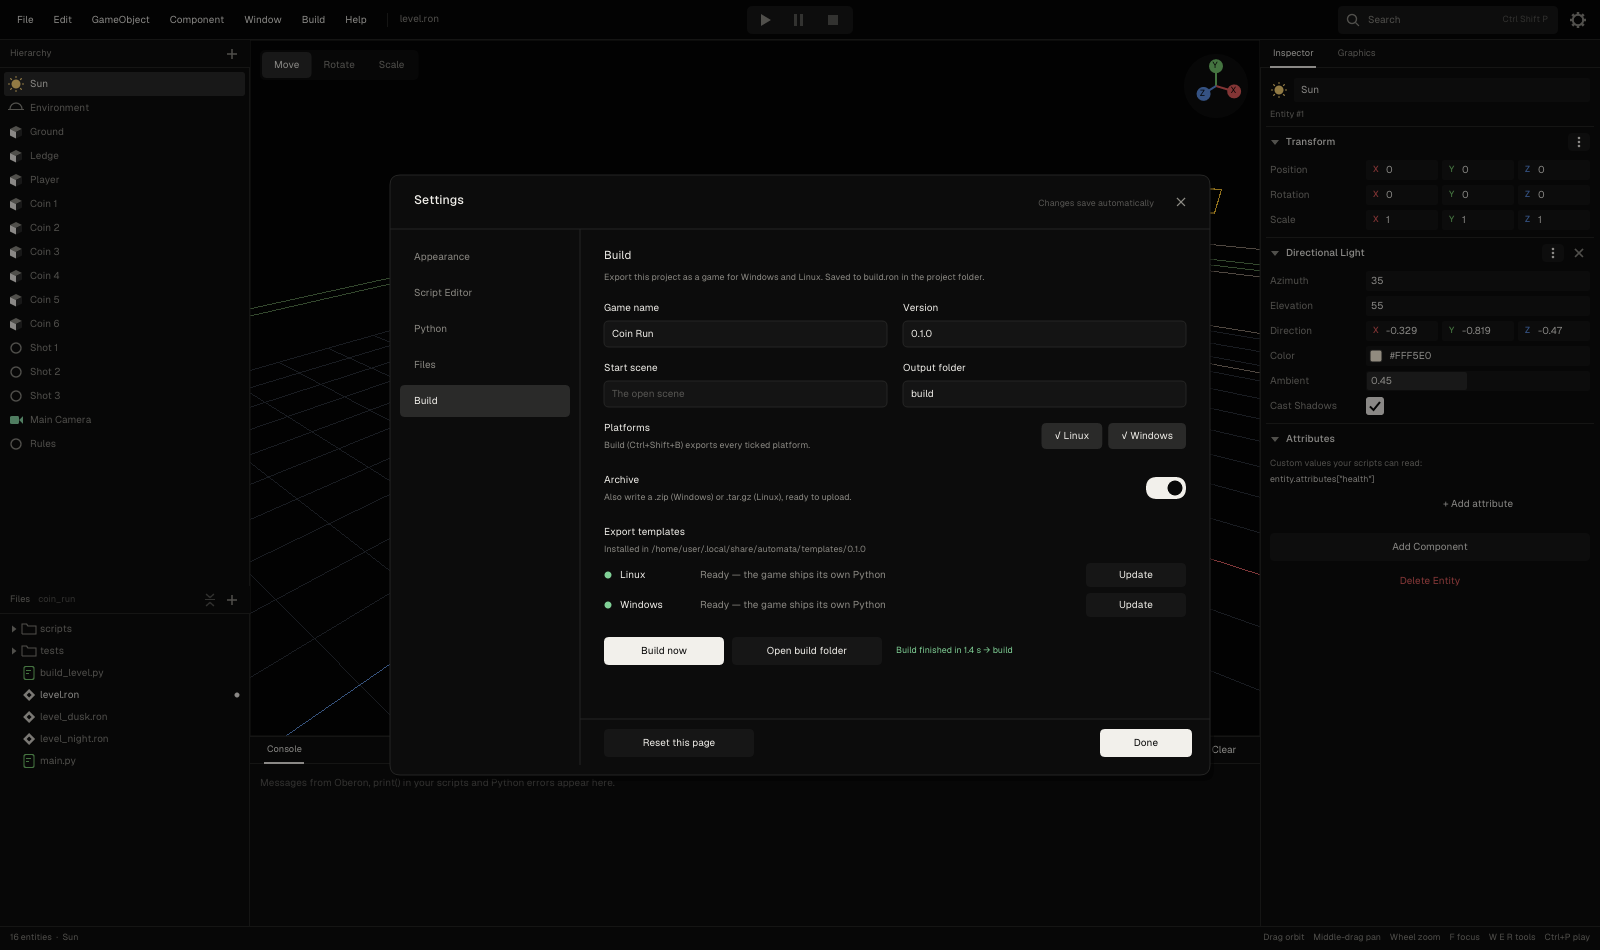 File Edit GameObject Component Window Build Help level.ron
Search Ctrl Shift P
Hierarchy
Sun
Environment
Ground
Ledge
Player
Coin 1
Coin 2
Coin 3
Coin 4
Coin 5
Coin 6
Shot 1
Shot 2
Shot 3
Main Camera
Rules
Files coin_run
scripts
tests
build_level.py
level.ron
level_dusk.ron
level_night.ron
main.py
Move Rotate Scale
Y
Z X
Settings
Changes save automatically
Appearance
Script Editor
Python
Files
Build
Build
Export this project as a game for Windows and Linux. Saved to build.ron in the project folder.
Game name Version
Coin Run 0.1.0
Start scene Output folder
The open scene build
Platforms
Build (Ctrl+Shift+B) exports every ticked platform.
√ Linux √ Windows
Archive
Also write a .zip (Windows) or .tar.gz (Linux), ready to upload.
Export templates
Installed in /home/user/.local/share/automata/templates/0.1.0
Linux Ready — the game ships its own Python Update
Windows Ready — the game ships its own Python Update
Build now Open build folder Build finished in 1.4 s → build
Reset this page Done
Console Clear
Messages from Oberon, print() in your scripts and Python errors appear here.
Inspector Graphics
Sun
Entity #1
Transform
Position X 0 Y 0 Z 0
Rotation X 0 Y 0 Z 0
Scale X 1 Y 1 Z 1
Directional Light
Azimuth 35
Elevation 55
Direction X -0.329 Y -0.819 Z -0.47
Color #FFF5E0
Ambient 0.45
Cast Shadows
Attributes
Custom values your scripts can read:
entity.attributes["health"]
+ Add attribute
Add Component
Delete Entity
16 entities · Sun
Drag orbit Middle-drag pan Wheel zoom F focus W E R tools Ctrl+P play